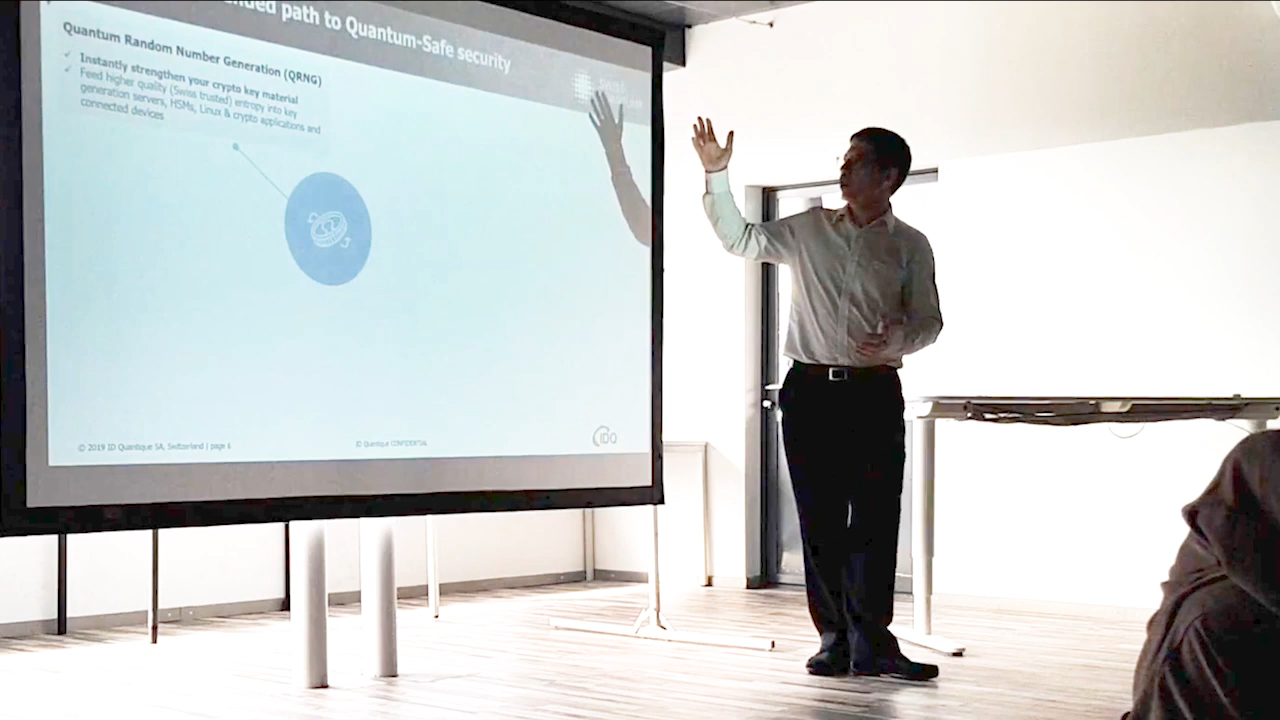 path to Quantum-Safe security
Quantum Random Number Generation (QRNG)
✓ Instantly strengthen your crypto key material
✓ Feed higher quality (Swiss trusted) entropy into key
generation servers, HSMs, Linux & crypto applications and
connected devices
© 2019 ID Quantique SA, Switzerland | page 6
ID Quantique CONFIDENTIAL
IDQ